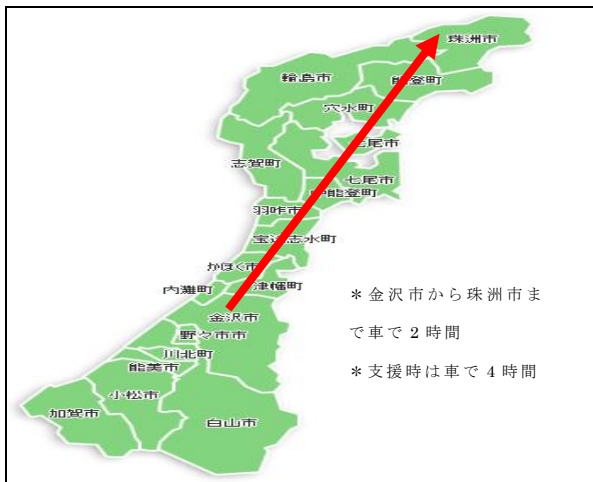 珠洲市
輪島市
能登町
穴水町
七尾市
志賀町
七尾市
中能登町
羽咋市
宝達志水町
かほく市
内灘町
津幡町
金沢市
野々市市
川北町
能美市
小松市
加賀市
白山市
＊金沢市から珠洲市ま
で車で2時間
＊支援時は車で4時間